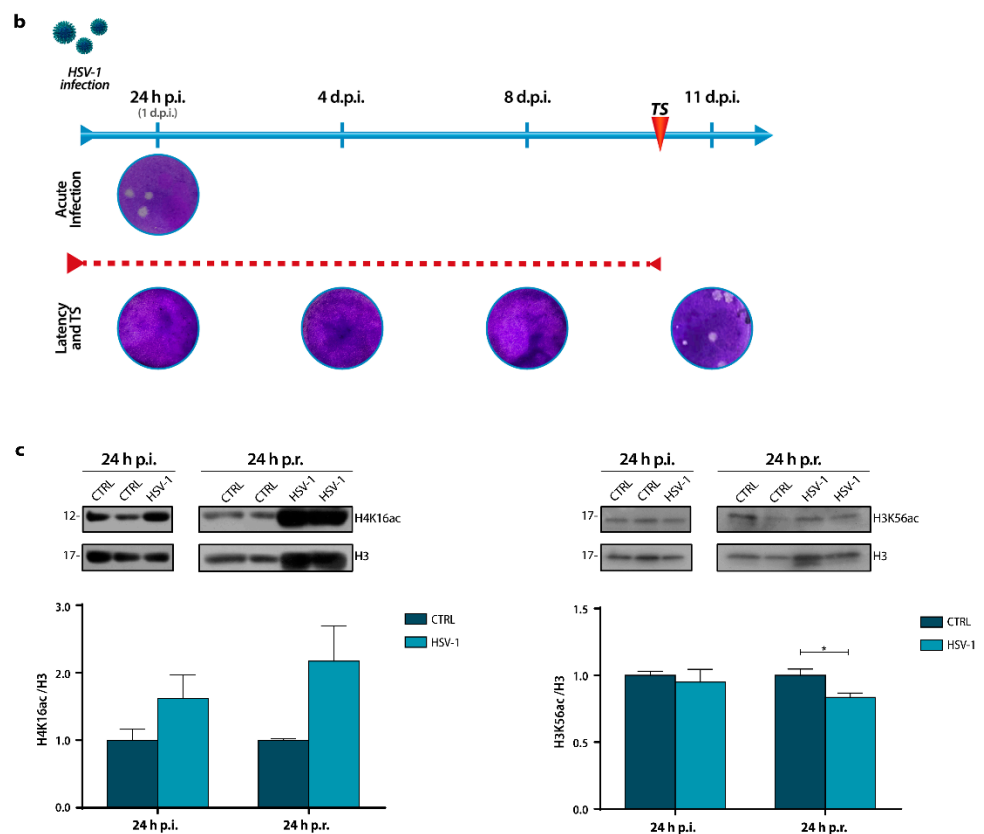 b
HSV-1
infection
24 h p.i.
(1 d.p.i.)
4 d.p.i.
8 d.p.i.
TS
11 d.p.i.
Acute
Infection
Latency
and TS
c
24 h p.i.
24 h p.r.
CTRL
CTRL
HSV-1
CTRL
CTRL
HSV-1
HSV-1
12-
H4K16ac
17-
H3
3.0
2.0
1.0
0.0
H4K16ac /H3
CTRL
HSV-1
24 h p.i.
24 h p.r.
24 h p.i.
24 h p.r.
CTRL
CTRL
HSV-1
CTRL
CTRL
HSV-1
HSV-1
17-
H3K56ac
17-
H3
1.5
1.0
0.5
0.0
H3K56ac /H3
*
CTRL
HSV-1
24 h p.i.
24 h p.r.